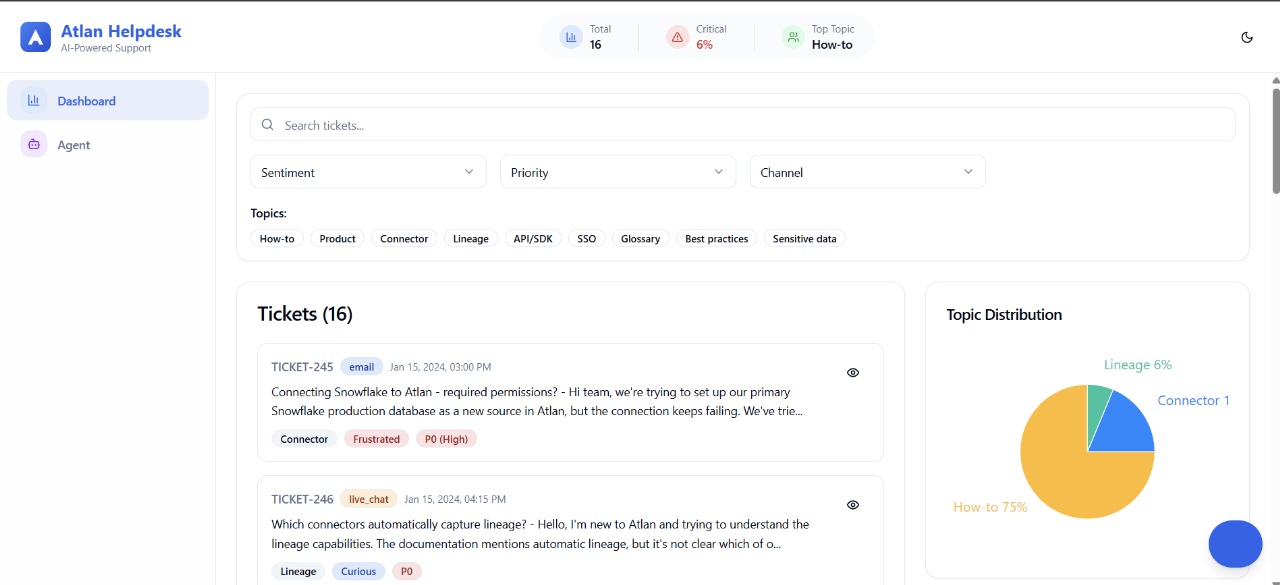 Atlan Helpdesk
AI-Powered Support
Total
16
Critical
6%
Top Topic
How-to
Dashboard
Agent
Search tickets...
Sentiment
Priority
Channel
Topics:
How-to
Product
Connector
Lineage
API/SDK
SSO
Glossary
Best practices
Sensitive data
Tickets (16)
TICKET-245 email Jan 15, 2024, 03:00 PM
Connecting Snowflake to Atlan - required permissions? - Hi team, we're trying to set up our primary
Snowflake production database as a new source in Atlan, but the connection keeps failing. We've trie...
Connector Frustrated P0 (High)
TICKET-246 live_chat Jan 15, 2024, 04:15 PM
Which connectors automatically capture lineage? - Hello, I'm new to Atlan and trying to understand the
lineage capabilities. The documentation mentions automatic lineage, but it's not clear which of o...
Lineage Curious P0
Topic Distribution
Lineage 6%
Connector 1
How-to 75%